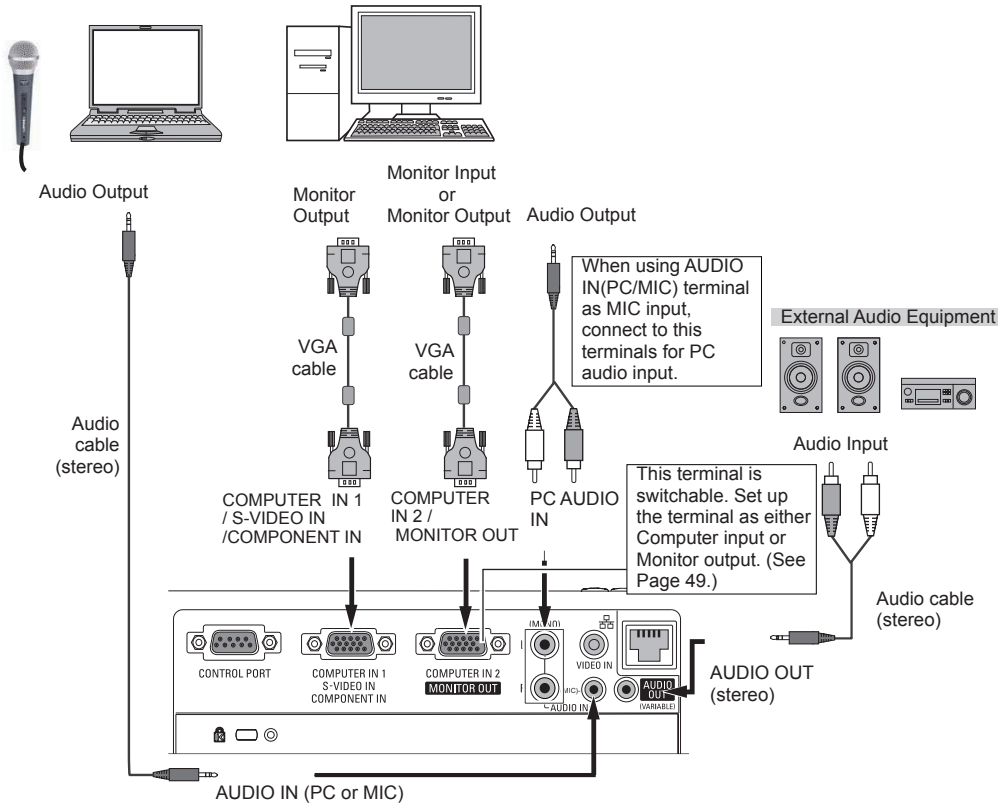 Audio Output
Monitor
Output
Monitor Input
or
Monitor Output
Audio Output
When using AUDIO
IN(PC/MIC) terminal
as MIC input,
connect to this
terminals for PC
audio input.
External Audio Equipment
VGA
cable
VGA
cable
Audio
cable
(stereo)
Audio Input
COMPUTER IN 1
/ S-VIDEO IN
/COMPONENT IN
COMPUTER
IN 2 /
MONITOR OUT
PC AUDIO
IN
This terminal is
switchable. Set up
the terminal as either
Computer input or
Monitor output. (See
Page 49.)
Audio cable
(stereo)
AUDIO OUT
(stereo)
CONTROL PORT
COMPUTER IN 1
S-VIDEO IN
COMPONENT IN
COMPUTER IN 2
MONITOR OUT
(MONO)
VIDEO IN
MIC)
AUDIO IN
AUDIO
OUT
(VARIABLE)
AUDIO IN (PC or MIC)